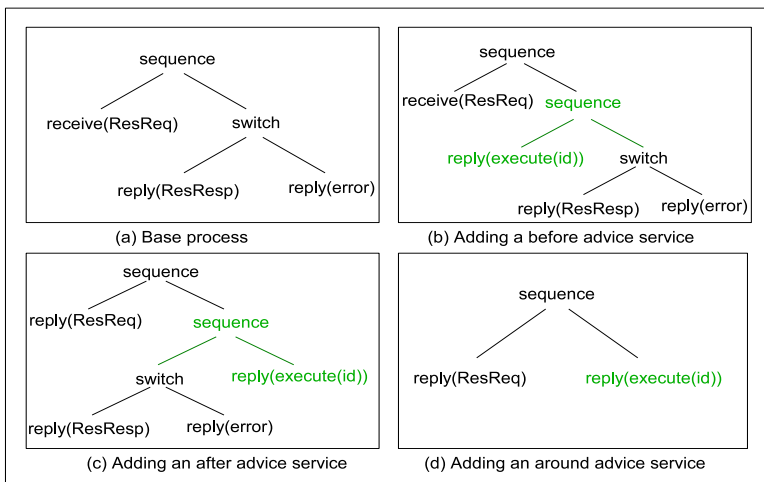 sequence
receive(ResReq)
switch
reply(ResResp)
reply(error)
(a) Base process
sequence
receive(ResReq)
sequence
reply(execute(id))
switch
reply(ResResp)
reply(error)
(b) Adding a before advice service
sequence
reply(ResReq)
sequence
switch
reply(execute(id))
reply(ResResp)
reply(error)
(c) Adding an after advice service
sequence
reply(ResReq)
reply(execute(id))
(d) Adding an around advice service